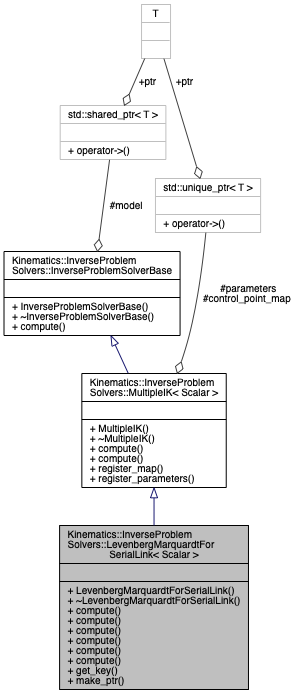 T
+ptr
+ptr
std::shared_ptr< T >
+ operator->()
std::unique_ptr< T >
+ operator->()
#model
Kinematics::InverseProblem
Solvers::InverseProblemSolverBase
+ InverseProblemSolverBase()
+ ~InverseProblemSolverBase()
+ compute()
#parameters
#control_point_map
Kinematics::InverseProblem
Solvers::MultipleIK< Scalar >
+ MultipleIK()
+ ~MultipleIK()
+ compute()
+ compute()
+ register_map()
+ register_parameters()
Kinematics::InverseProblem
Solvers::LevenbergMarquardtFor
SerialLink< Scalar >
+ LevenbergMarquardtForSerialLink()
+ ~LevenbergMarquardtForSerialLink()
+ compute()
+ compute()
+ compute()
+ compute()
+ compute()
+ compute()
+ get_key()
+ make_ptr()